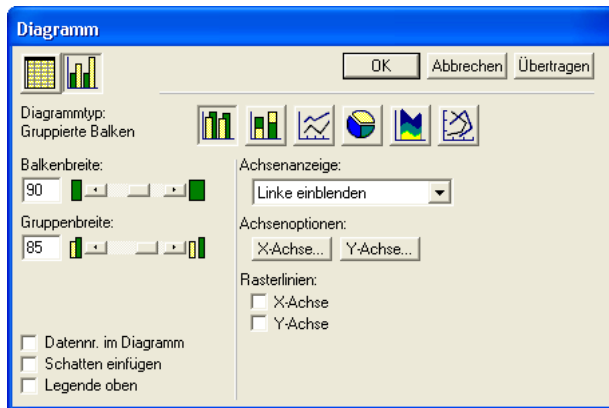 Diagramm
OK Abbrechen Übertragen
Diagrammtyp:
Gruppierte Balken
Balkenbreite:
90
Gruppenbreite:
85
Datennr. im Diagramm
Schatten einfügen
Legende oben
Achsenanzeige:
Linke einblenden
Achsenoptionen:
X-Achse... Y-Achse...
Rasterlinien:
X-Achse
Y-Achse